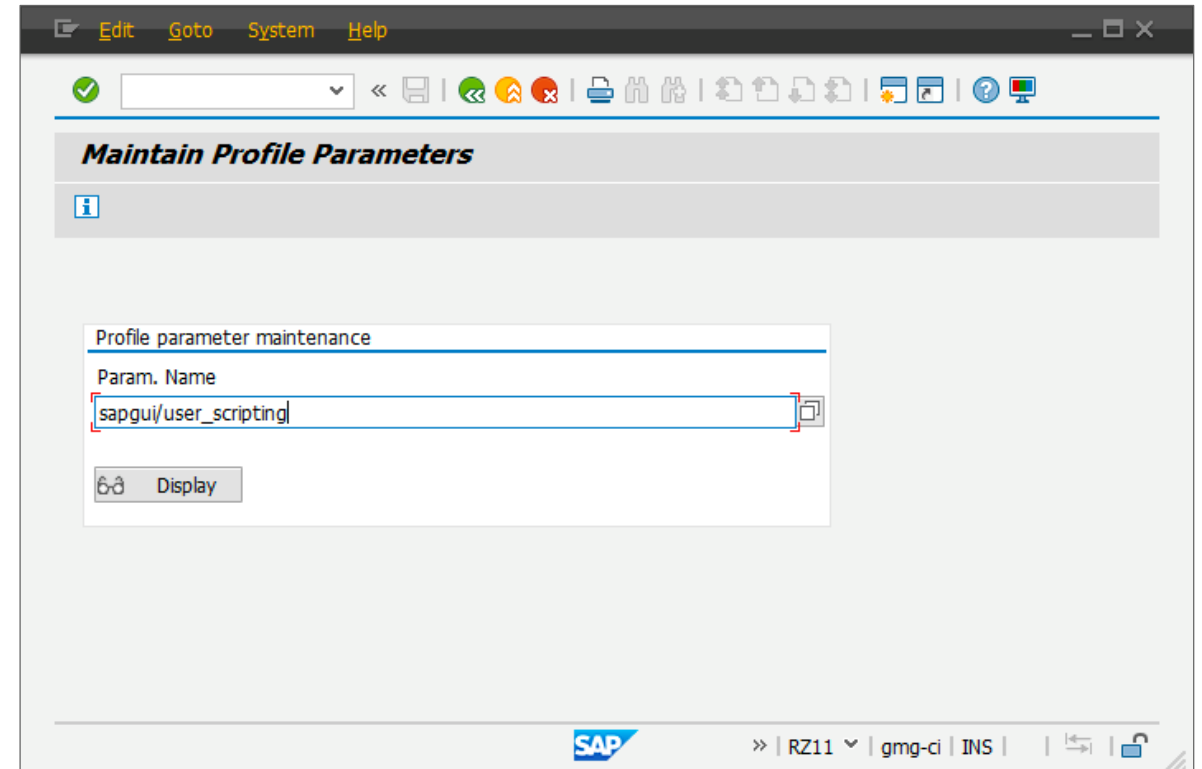 Edit Goto System Help
Maintain Profile Parameters
Profile parameter maintenance
Param. Name
sapgui/user_scripting
Display
SAP » | RZ11 | gmg-ci | INS